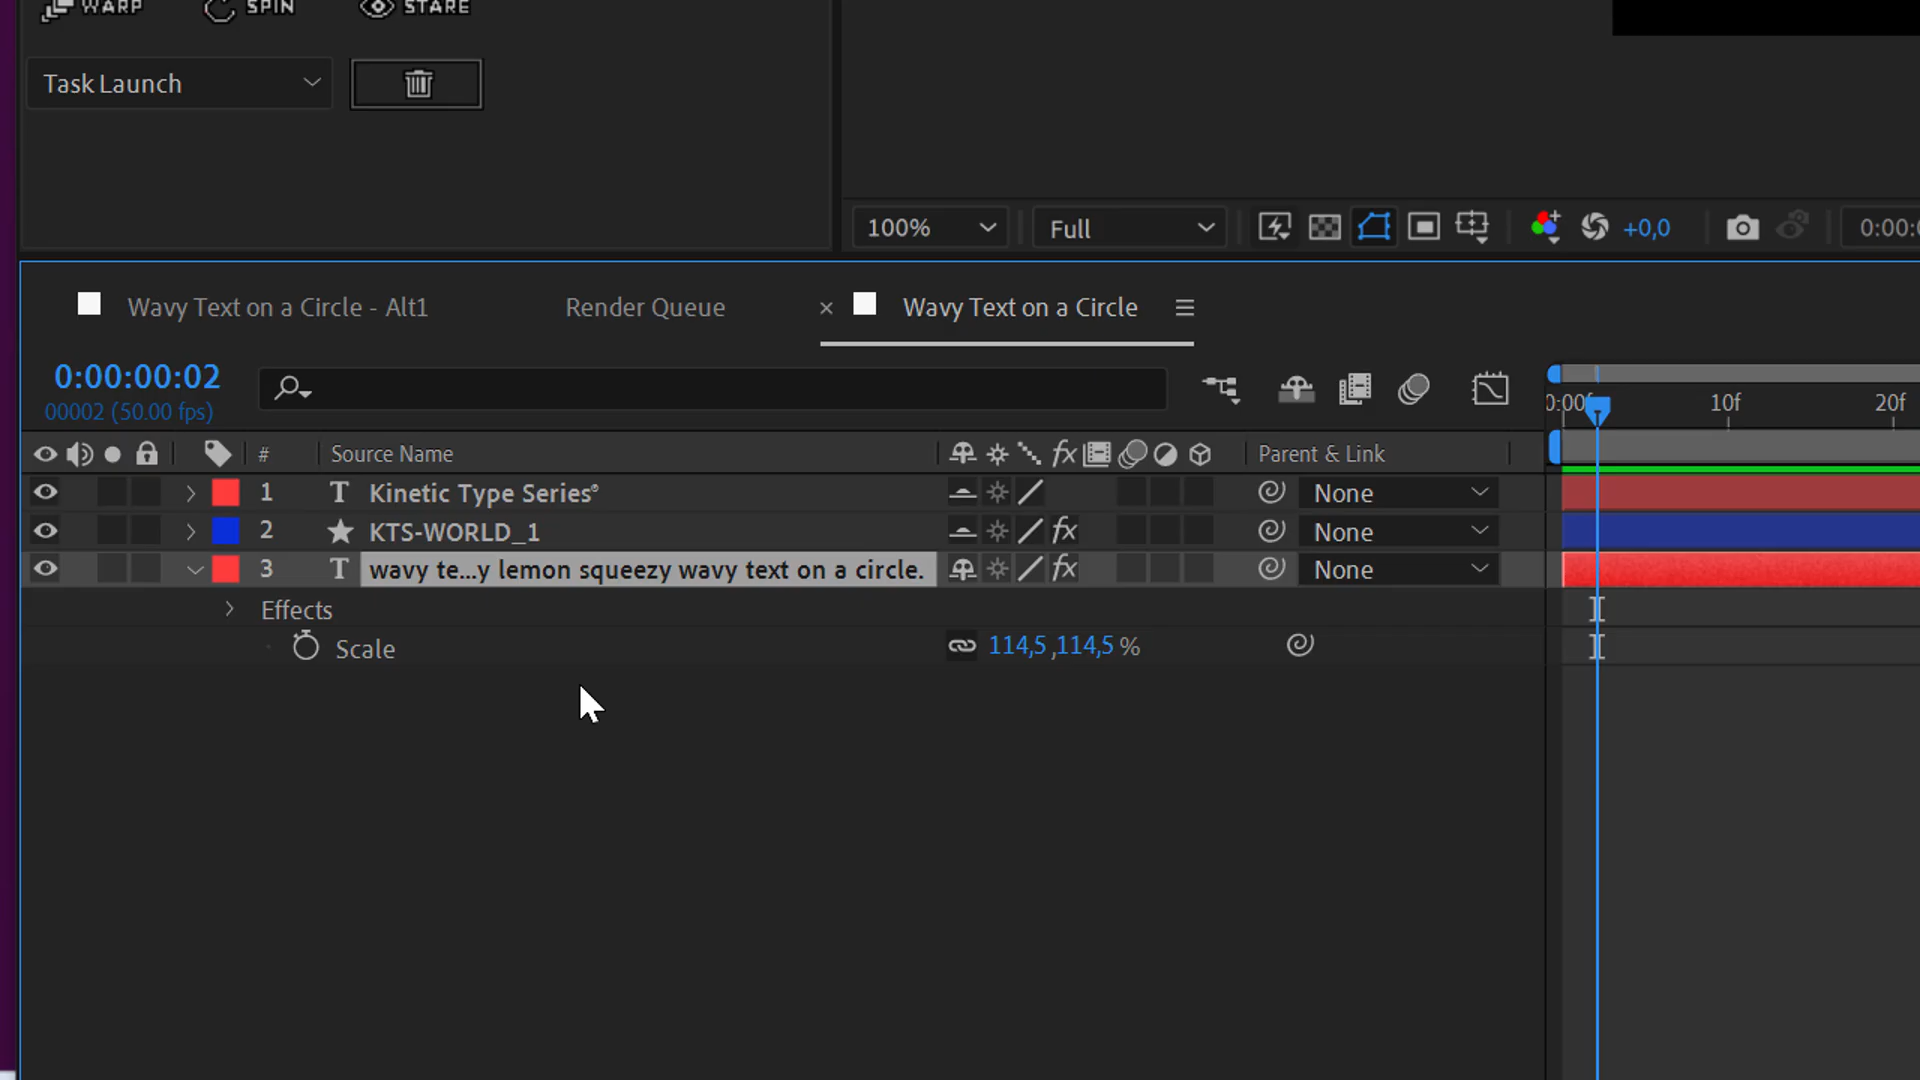 WARP SPIN STARE
Task Launch
100% Full +0,0 0:00:
Wavy Text on a Circle - Alt1 Render Queue × Wavy Text on a Circle
0:00:00:02
00002 (50.00 fps)
0:00f 10f 20f
# Source Name fx Parent & Link
1 T Kinetic Type Series® None
2 KTS-WORLD_1 fx None
3 T wavy te...y lemon squeezy wavy text on a circle. fx None
Effects
Scale 114,5 ,114,5 %